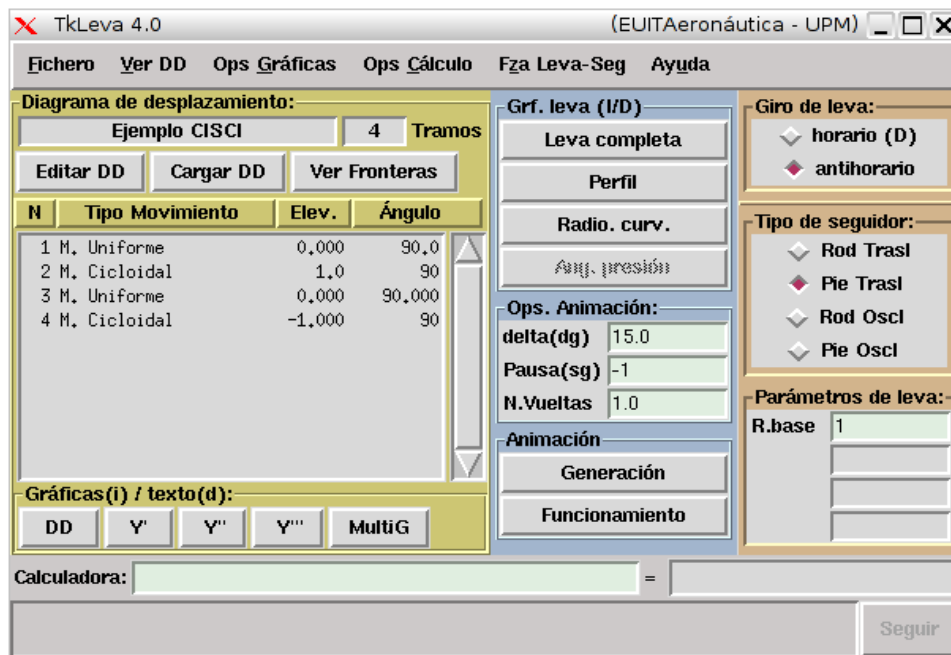 TkLeva 4.0 (EUITAeronáutica - UPM)
Fichero Ver DD Ops Gráficas Ops Cálculo Fza Leva-Seg Ayuda
Diagrama de desplazamiento:
Ejemplo CISCI 4 Tramos
Editar DD Cargar DD Ver Fronteras
N Tipo Movimiento Elev. Ángulo
1 M. Uniforme 0.000 90.0
2 M. Cicloidal 1.0 90
3 M. Uniforme 0.000 90.000
4 M. Cicloidal -1.000 90
Gráficas(i) / texto(d):
DD Y' Y'' Y''' MultiG
Grf. leva (I/D)
Leva completa
Perfil
Radio. curv.
Ang. presión
Ops. Animación:
delta(dg) 15.0
Pausa(sg) -1
N.Vueltas 1.0
Animación
Generación
Funcionamiento
Giro de leva:
horario (D)
antihorario
Tipo de seguidor:
Rod Trasl
Pie Trasl
Rod Oscl
Pie Oscl
Parámetros de leva:
R.base 1
Calculadora: =
Seguir